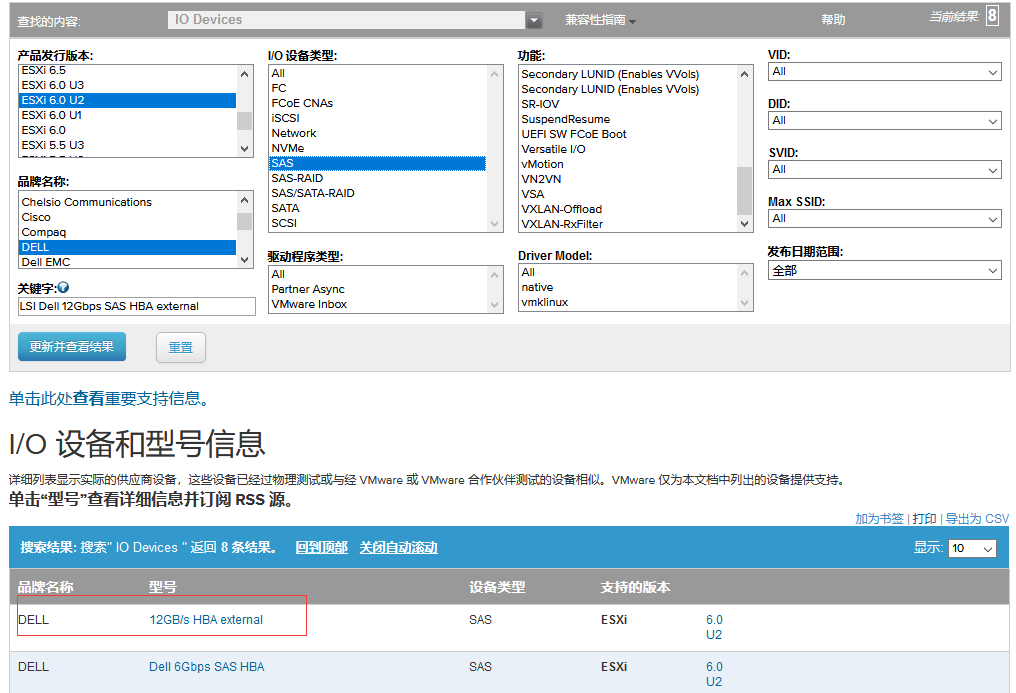 查找的内容: IO Devices 兼容性指南 帮助 当前结果: 8
产品发行版本:
ESXi 6.5
ESXi 6.0 U3
ESXi 6.0 U2
ESXi 6.0 U1
ESXi 6.0
ESXi 5.5 U3
品牌名称:
Chelsio Communications
Cisco
Compaq
DELL
Dell EMC
关键字:
LSI Dell 12Gbps SAS HBA external
I/O 设备类型:
All
FC
FCoE CNAs
iSCSI
Network
NVMe
SAS
SAS-RAID
SAS/SATA-RAID
SATA
SCSI
驱动程序类型:
All
Partner Async
VMware Inbox
功能:
Secondary LUNID (Enables VVols)
Secondary LUNID (Enables VVols)
SR-IOV
SuspendResume
UEFI SW FCoE Boot
Versatile I/O
vMotion
VN2VN
VSA
VXLAN-Offload
VXLAN-RxFilter
Driver Model:
All
native
vmklinux
VID:
All
DID:
All
SVID:
All
Max SSID:
All
发布日期范围:
全部
更新并查看结果 重置
单击此处查看重要支持信息。
I/O 设备和型号信息
详细列表显示实际的供应商设备，这些设备已经过物理测试或与经 VMware 或 VMware 合作伙伴测试的设备相似。VMware 仅为本文档中列出的设备提供支持。
单击“型号”查看详细信息并订阅 RSS 源。
加为书签 | 打印 | 导出为 CSV
搜索结果: 搜索" IO Devices " 返回 8 条结果。 回到顶部 关闭自动滚动 显示: 10
品牌名称 型号 设备类型 支持的版本
DELL 12GB/s HBA external SAS ESXi 6.0
U2
DELL Dell 6Gbps SAS HBA SAS ESXi 6.0
U2